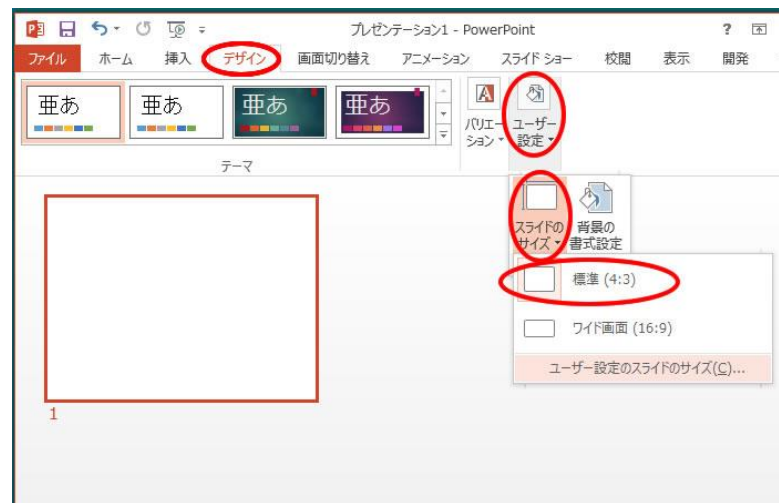 プレゼンテーション1 - PowerPoint
ファイル ホーム 挿入 デザイン 画面切り替え アニメーション スライド ショー 校閲 表示 開発
亜あ 亜あ 亜あ 亜あ
バリエー
ション
ユーザー
設定
テーマ
スライドの
サイズ
背景の
書式設定
標準 (4:3)
ワイド画面 (16:9)
ユーザー設定のスライドのサイズ(C)...
1